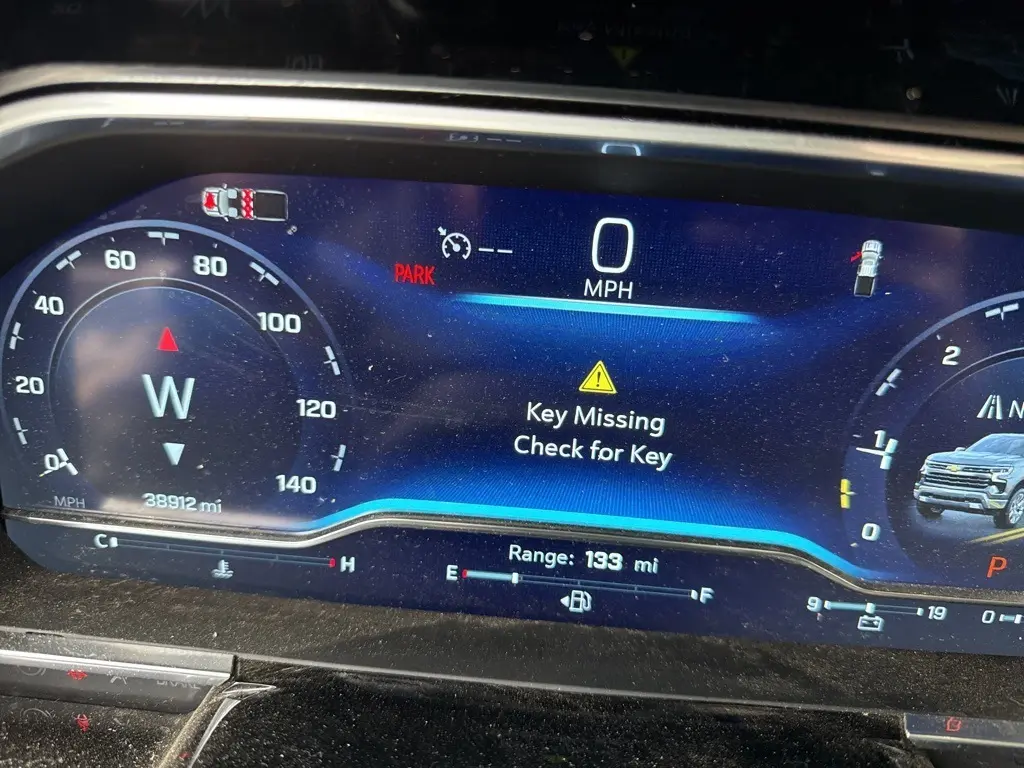 0
MPH
PARK
60
80
40
100
20
120
0
140
W
MPH
38912 mi
Key Missing
Check for Key
2
1
0
N
P
C
H
Range: 133 mi
E
F
9
19
0